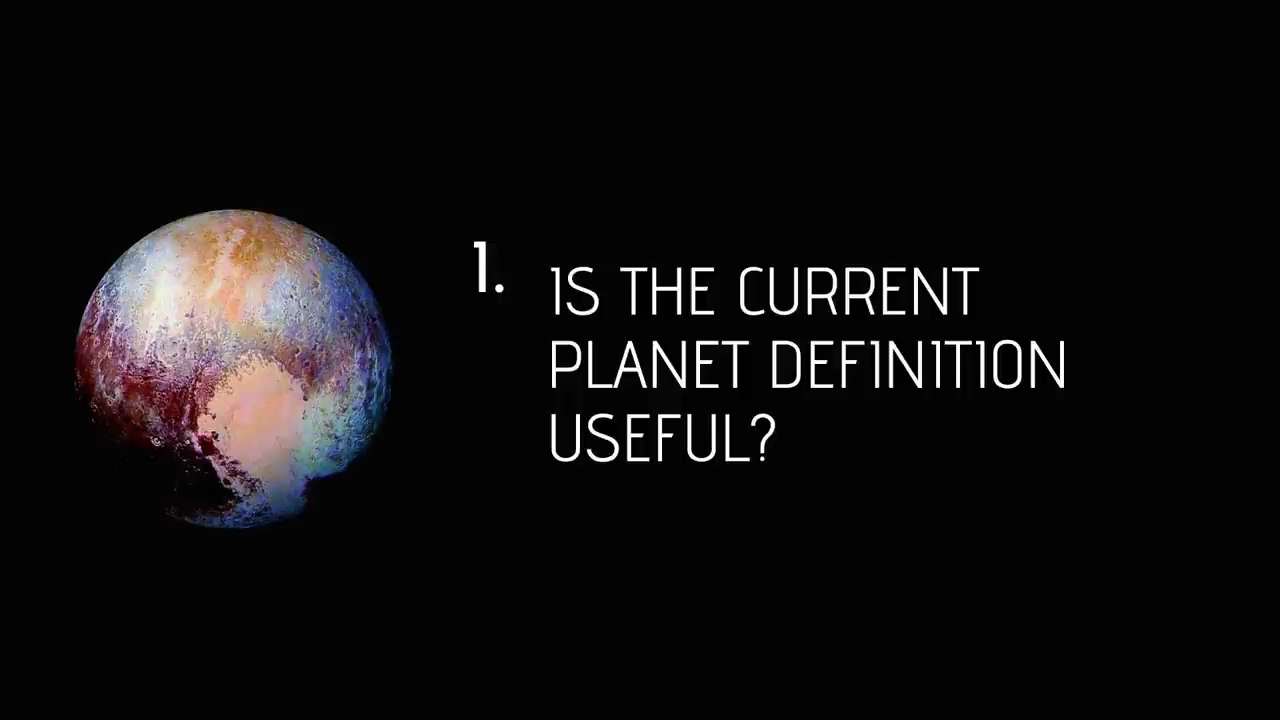 1.
IS THE CURRENT
PLANET DEFINITION
USEFUL?